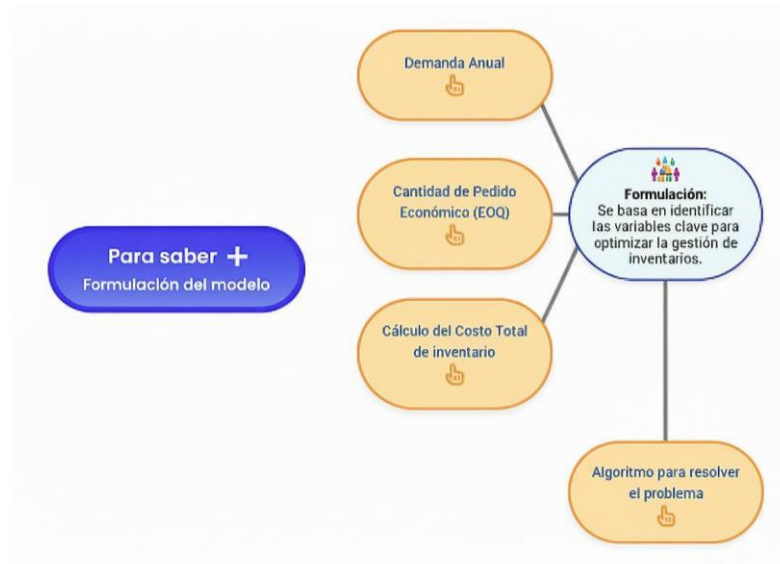 Para saber +
Formulación del modelo
Demanda Anual
Cantidad de Pedido
Económico (EOQ)
Cálculo del Costo Total
de inventario
Formulación:
Se basa en identificar
las variables clave para
optimizar la gestión de
inventarios.
Algoritmo para resolver
el problema